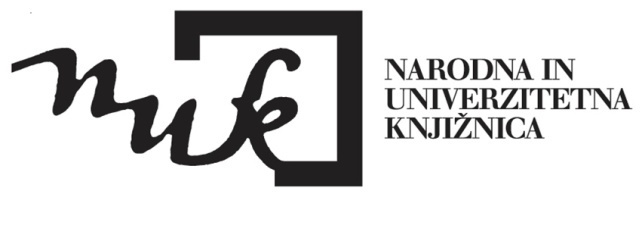 nuk
NARODNA IN
UNIVERZITETNA
KNJIŽNICA